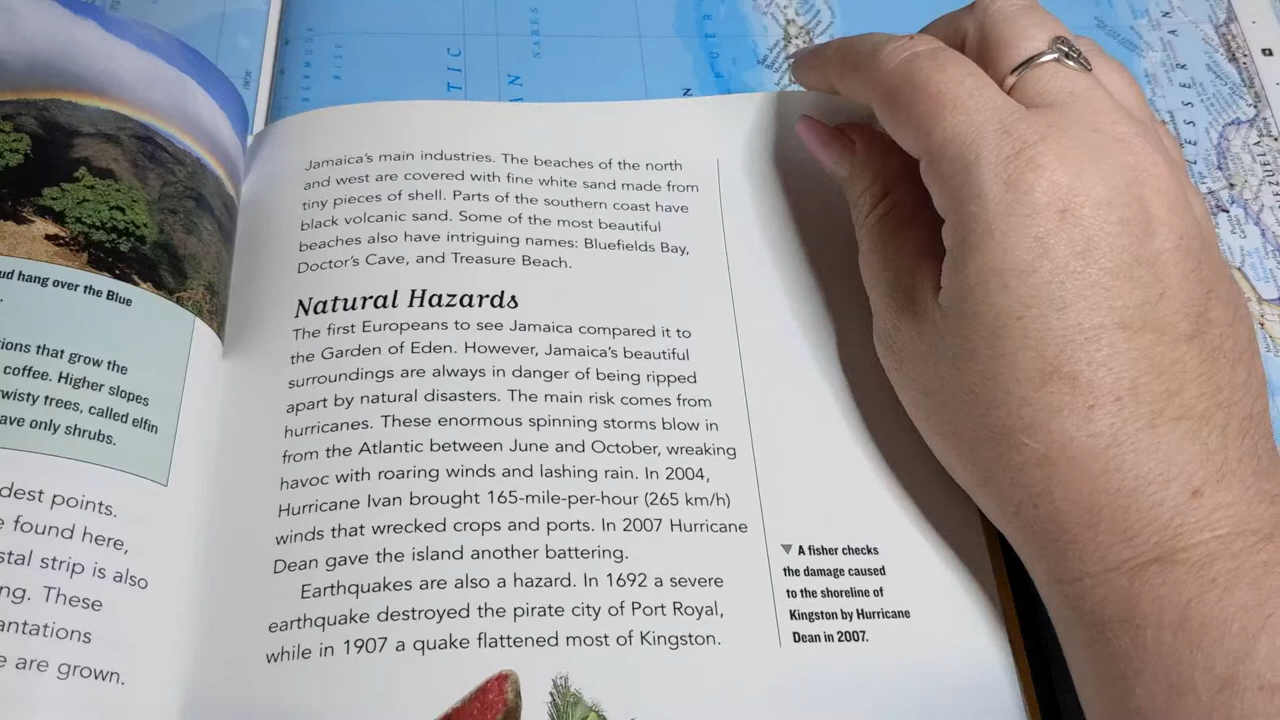 BERMUDA
RISE
TIC
AN
NARES
PUER
N
LESSER AN
ZUELA
ud hang over the Blue
.
ions that grow the
coffee. Higher slopes
wisty trees, called elfin
ave only shrubs.
dest points.
e found here,
stal strip is also
ng. These
antations
e are grown.
Jamaica's main industries. The beaches of the north
and west are covered with fine white sand made from
tiny pieces of shell. Parts of the southern coast have
black volcanic sand. Some of the most beautiful
beaches also have intriguing names: Bluefields Bay,
Doctor's Cave, and Treasure Beach.
Natural Hazards
The first Europeans to see Jamaica compared it to
the Garden of Eden. However, Jamaica's beautiful
surroundings are always in danger of being ripped
apart by natural disasters. The main risk comes from
hurricanes. These enormous spinning storms blow in
from the Atlantic between June and October, wreaking
havoc with roaring winds and lashing rain. In 2004,
Hurricane Ivan brought 165-mile-per-hour (265 km/h)
winds that wrecked crops and ports. In 2007 Hurricane
Dean gave the island another battering.
Earthquakes are also a hazard. In 1692 a severe
earthquake destroyed the pirate city of Port Royal,
while in 1907 a quake flattened most of Kingston.
▼ A fisher checks
the damage caused
to the shoreline of
Kingston by Hurricane
Dean in 2007.